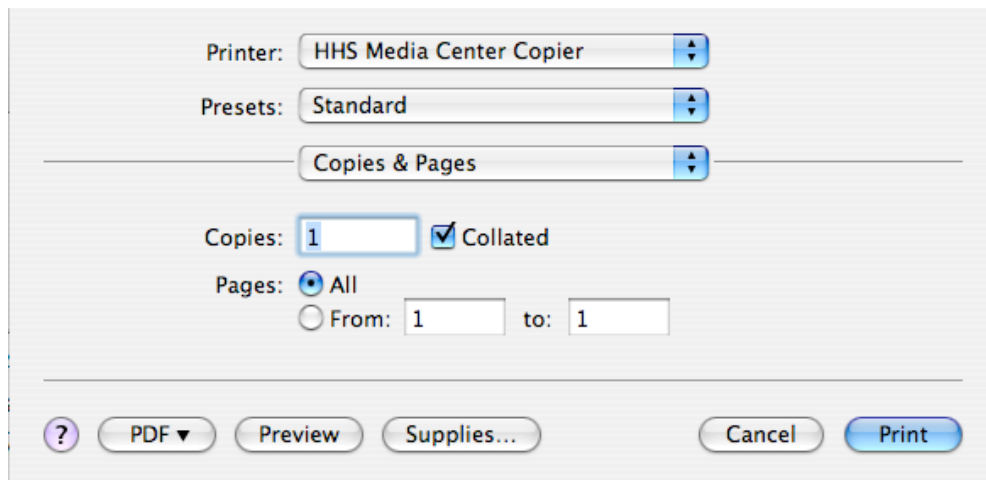 Printer: HHS Media Center Copier
Presets: Standard
Copies & Pages
Copies: 1 Collated
Pages: All
From: 1 to: 1
? PDF ▼ Preview Supplies... Cancel Print